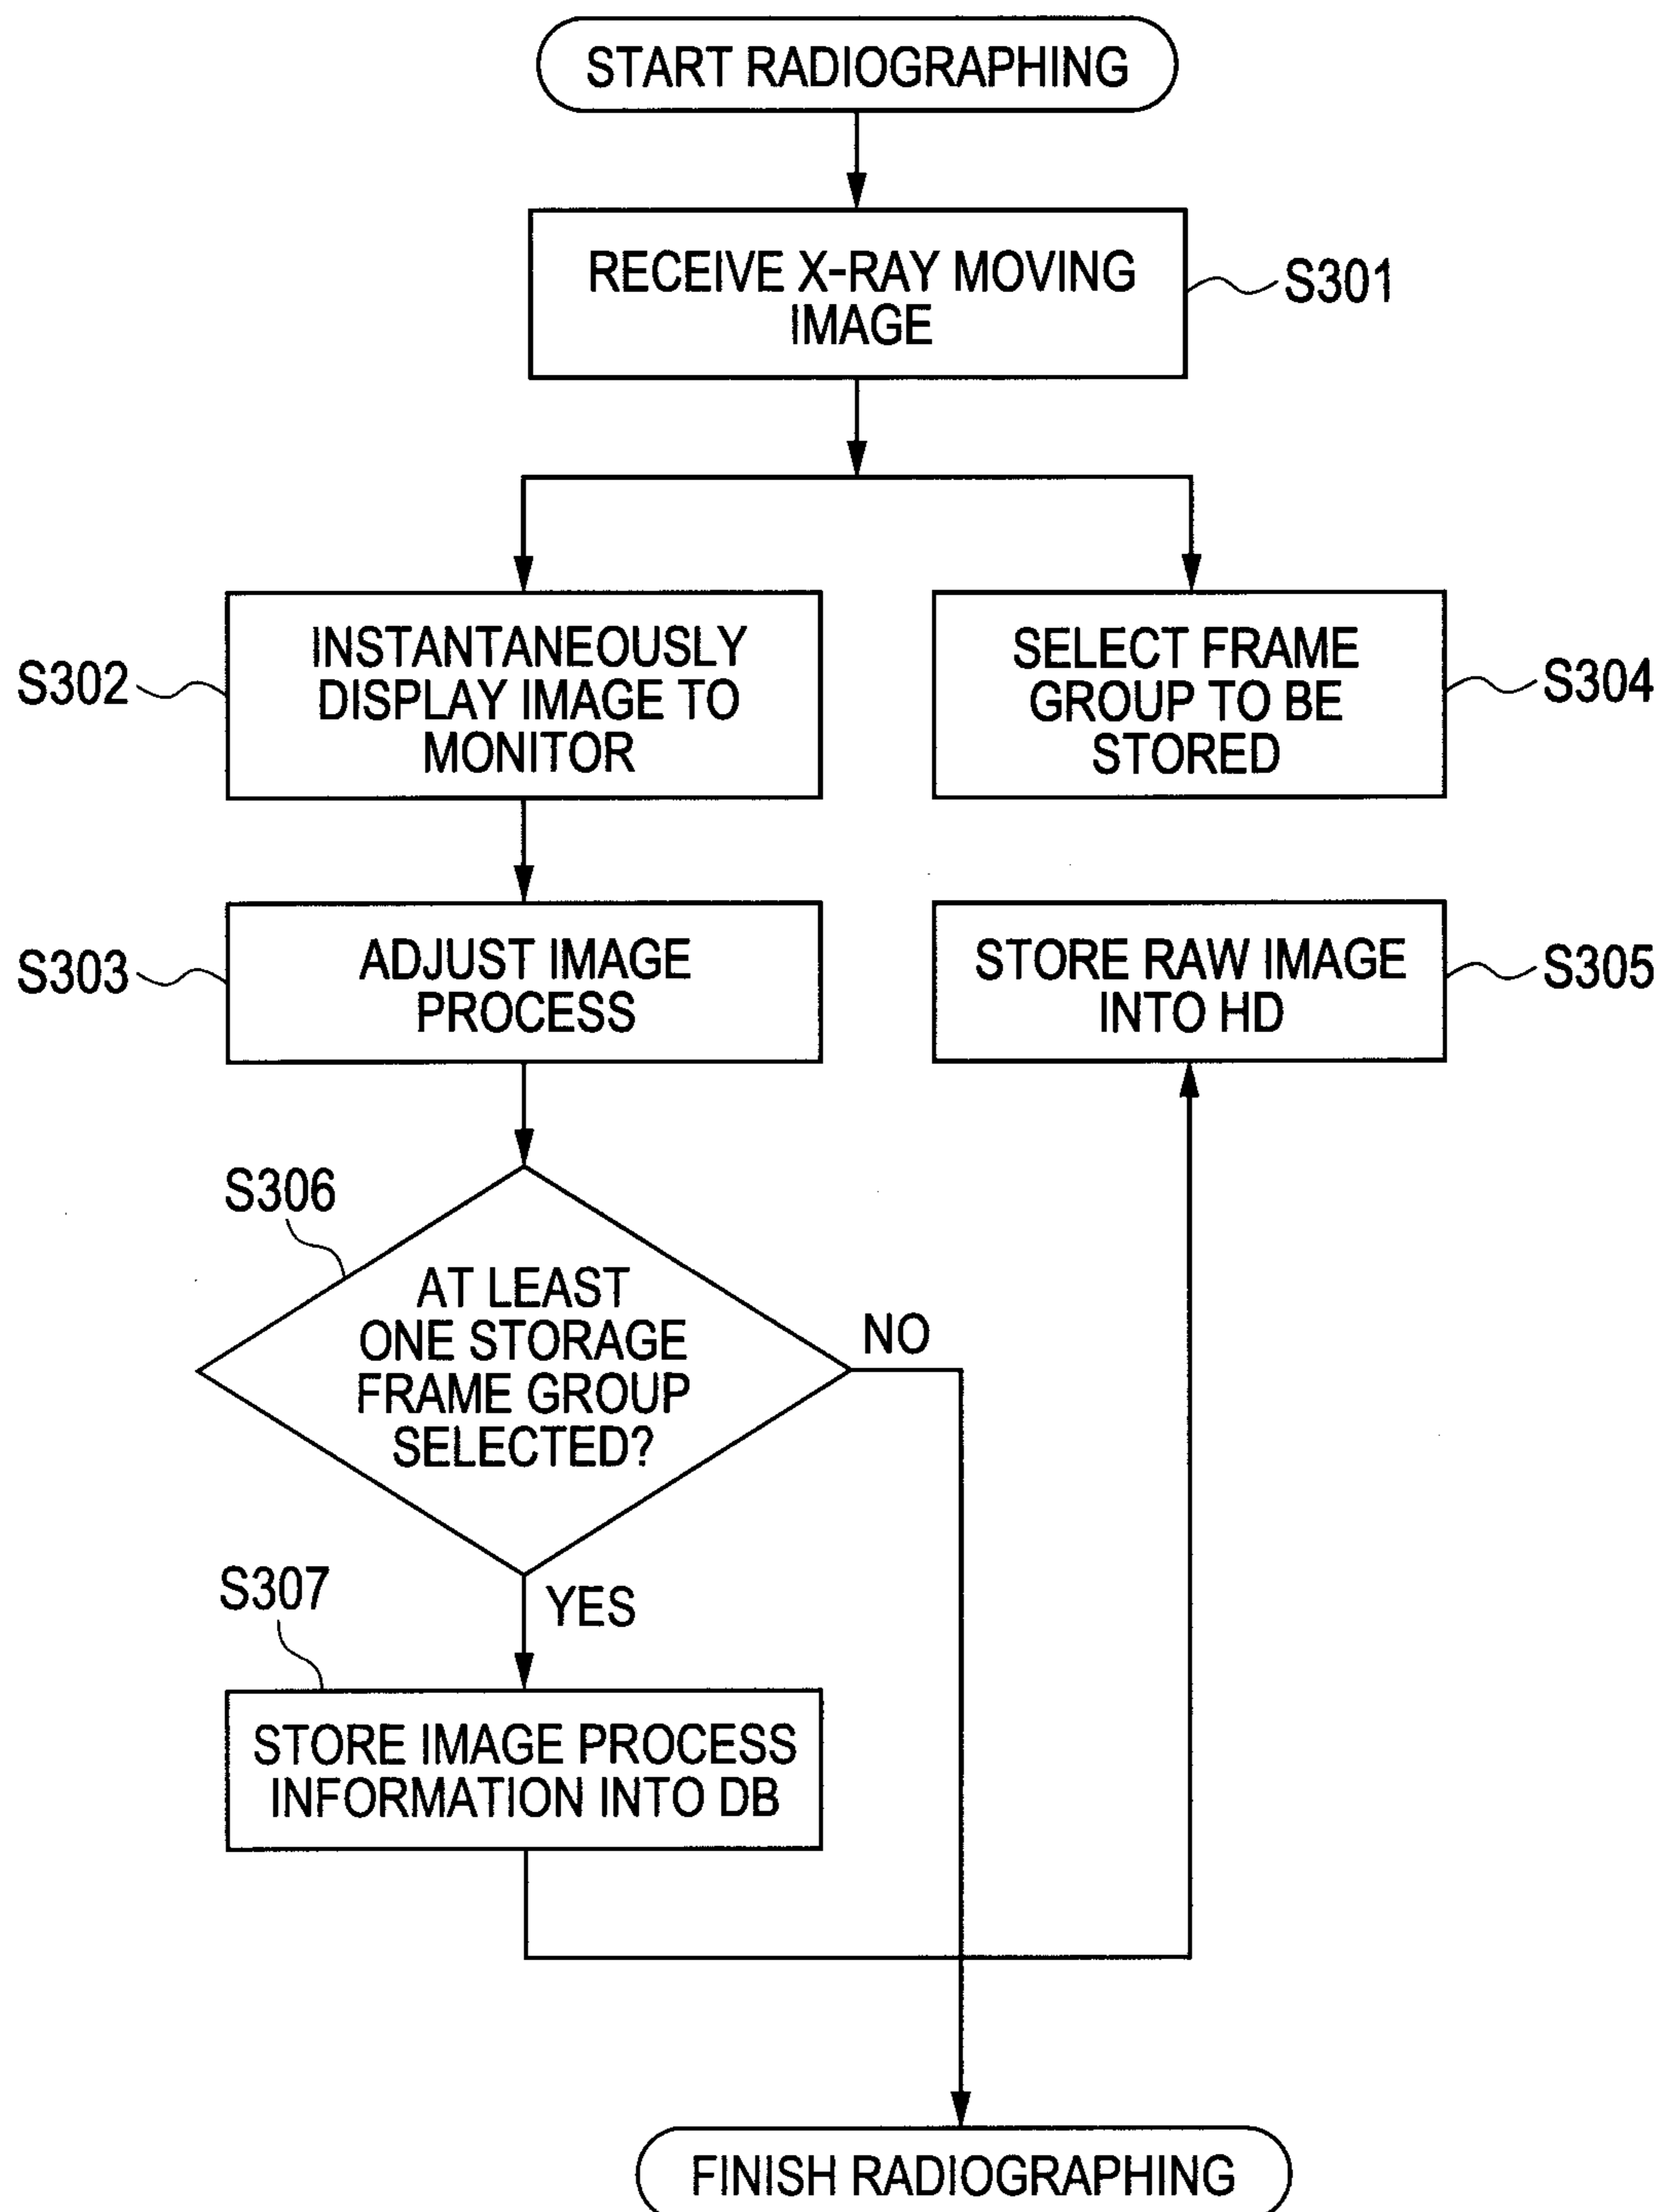 START RADIOGRAPHING
RECEIVE X-RAY MOVING
IMAGE
S301
INSTANTANEOUSLY
DISPLAY IMAGE TO
MONITOR
S302
SELECT FRAME
GROUP TO BE
STORED
S304
ADJUST IMAGE
PROCESS
S303
STORE RAW IMAGE
INTO HD
S305
S306
AT LEAST
ONE STORAGE
FRAME GROUP
SELECTED?
NO
YES
S307
STORE IMAGE PROCESS
INFORMATION INTO DB
FINISH RADIOGRAPHING